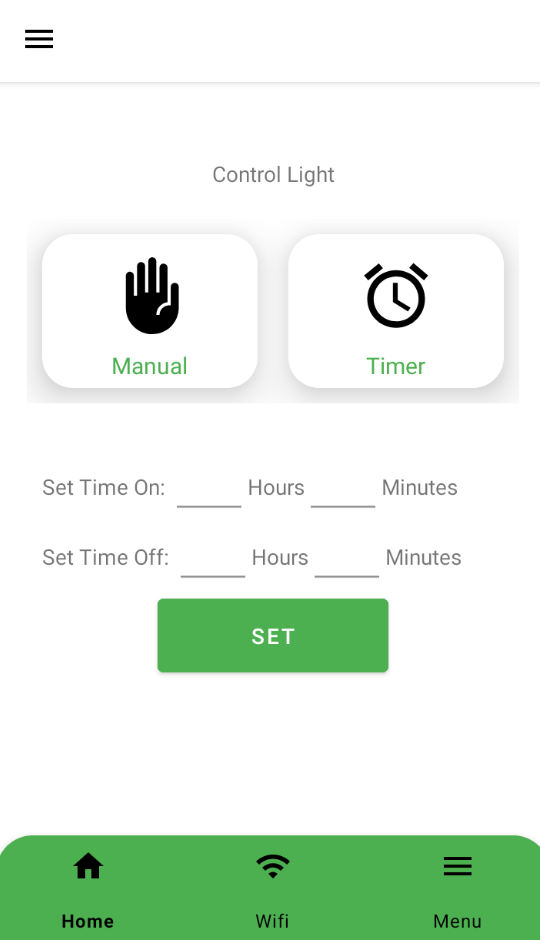 Control Light
Manual Timer
Set Time On: Hours Minutes
Set Time Off: Hours Minutes
SET
Home Wifi Menu